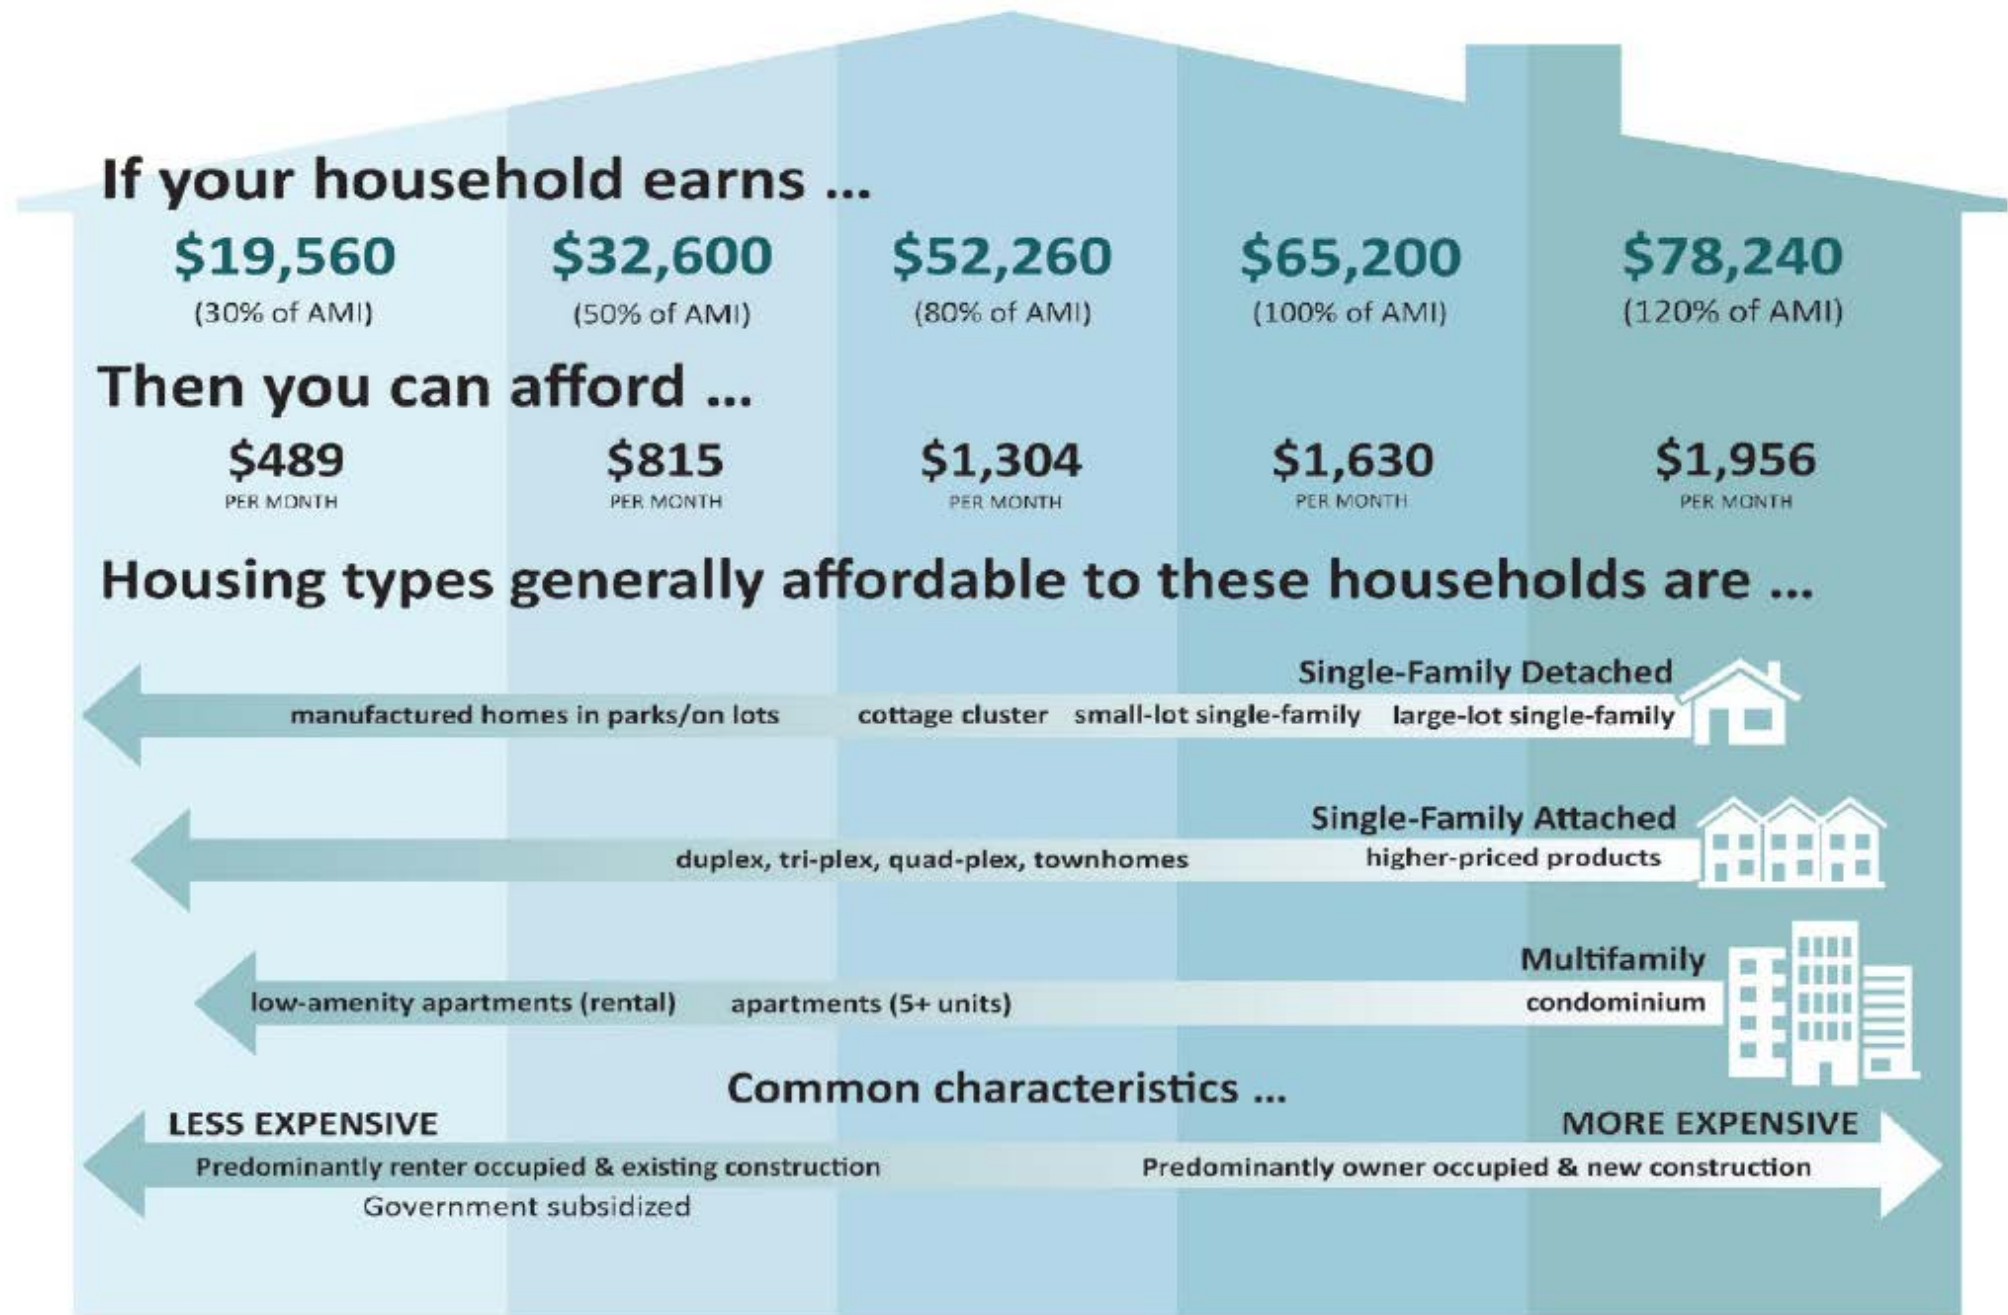 If your household earns ...
$19,560 $32,600 $52,260 $65,200 $78,240
(30% of AMI) (50% of AMI) (80% of AMI) (100% of AMI) (120% of AMI)
Then you can afford ...
$489 $815 $1,304 $1,630 $1,956
PER MONTH PER MONTH PER MONTH PER MONTH PER MONTH
Housing types generally affordable to these households are ...
Single-Family Detached
manufactured homes in parks/on lots cottage cluster small-lot single-family large-lot single-family
Single-Family Attached
duplex, tri-plex, quad-plex, townhomes higher-priced products
Multifamily
low-amenity apartments (rental) apartments (5+ units) condominium
Common characteristics ...
LESS EXPENSIVE MORE EXPENSIVE
Predominantly renter occupied & existing construction Predominantly owner occupied & new construction
Government subsidized